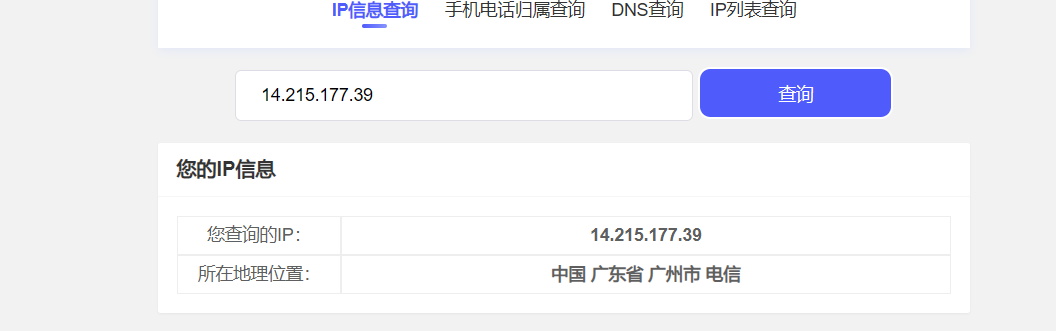 IP信息查询 手机电话归属查询 DNS查询 IP列表查询
14.215.177.39 查询
您的IP信息
您查询的IP: 14.215.177.39
所在地理位置: 中国 广东省 广州市 电信